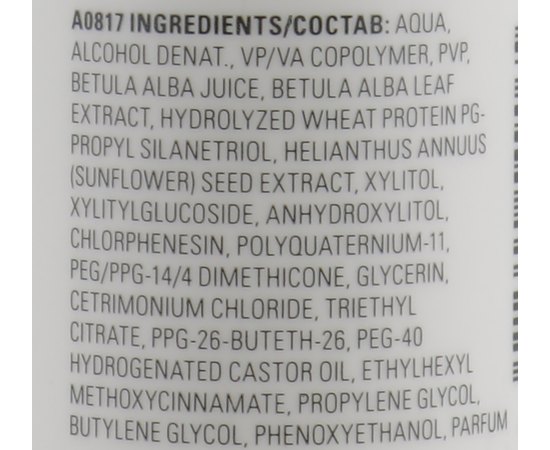 A0817 INGREDIENTS/СОСТАВ: AQUA,
ALCOHOL DENAT., VP/VA COPOLYMER, PVP,
BETULA ALBA JUICE, BETULA ALBA LEAF
EXTRACT, HYDROLYZED WHEAT PROTEIN PG-
PROPYL SILANETRIOL, HELIANTHUS ANNUUS
(SUNFLOWER) SEED EXTRACT, XYLITOL,
XYLITYLGLUCOSIDE, ANHYDROXYLITOL,
CHLORPHENESIN, POLYQUATERNIUM-11,
PEG/PPG-14/4 DIMETHICONE, GLYCERIN,
CETRIMONIUM CHLORIDE, TRIETHYL
CITRATE, PPG-26-BUTETH-26, PEG-40
HYDROGENATED CASTOR OIL, ETHYLHEXYL
METHOXYCINNAMATE, PROPYLENE GLYCOL,
BUTYLENE GLYCOL, PHENOXYETHANOL, PARFUM